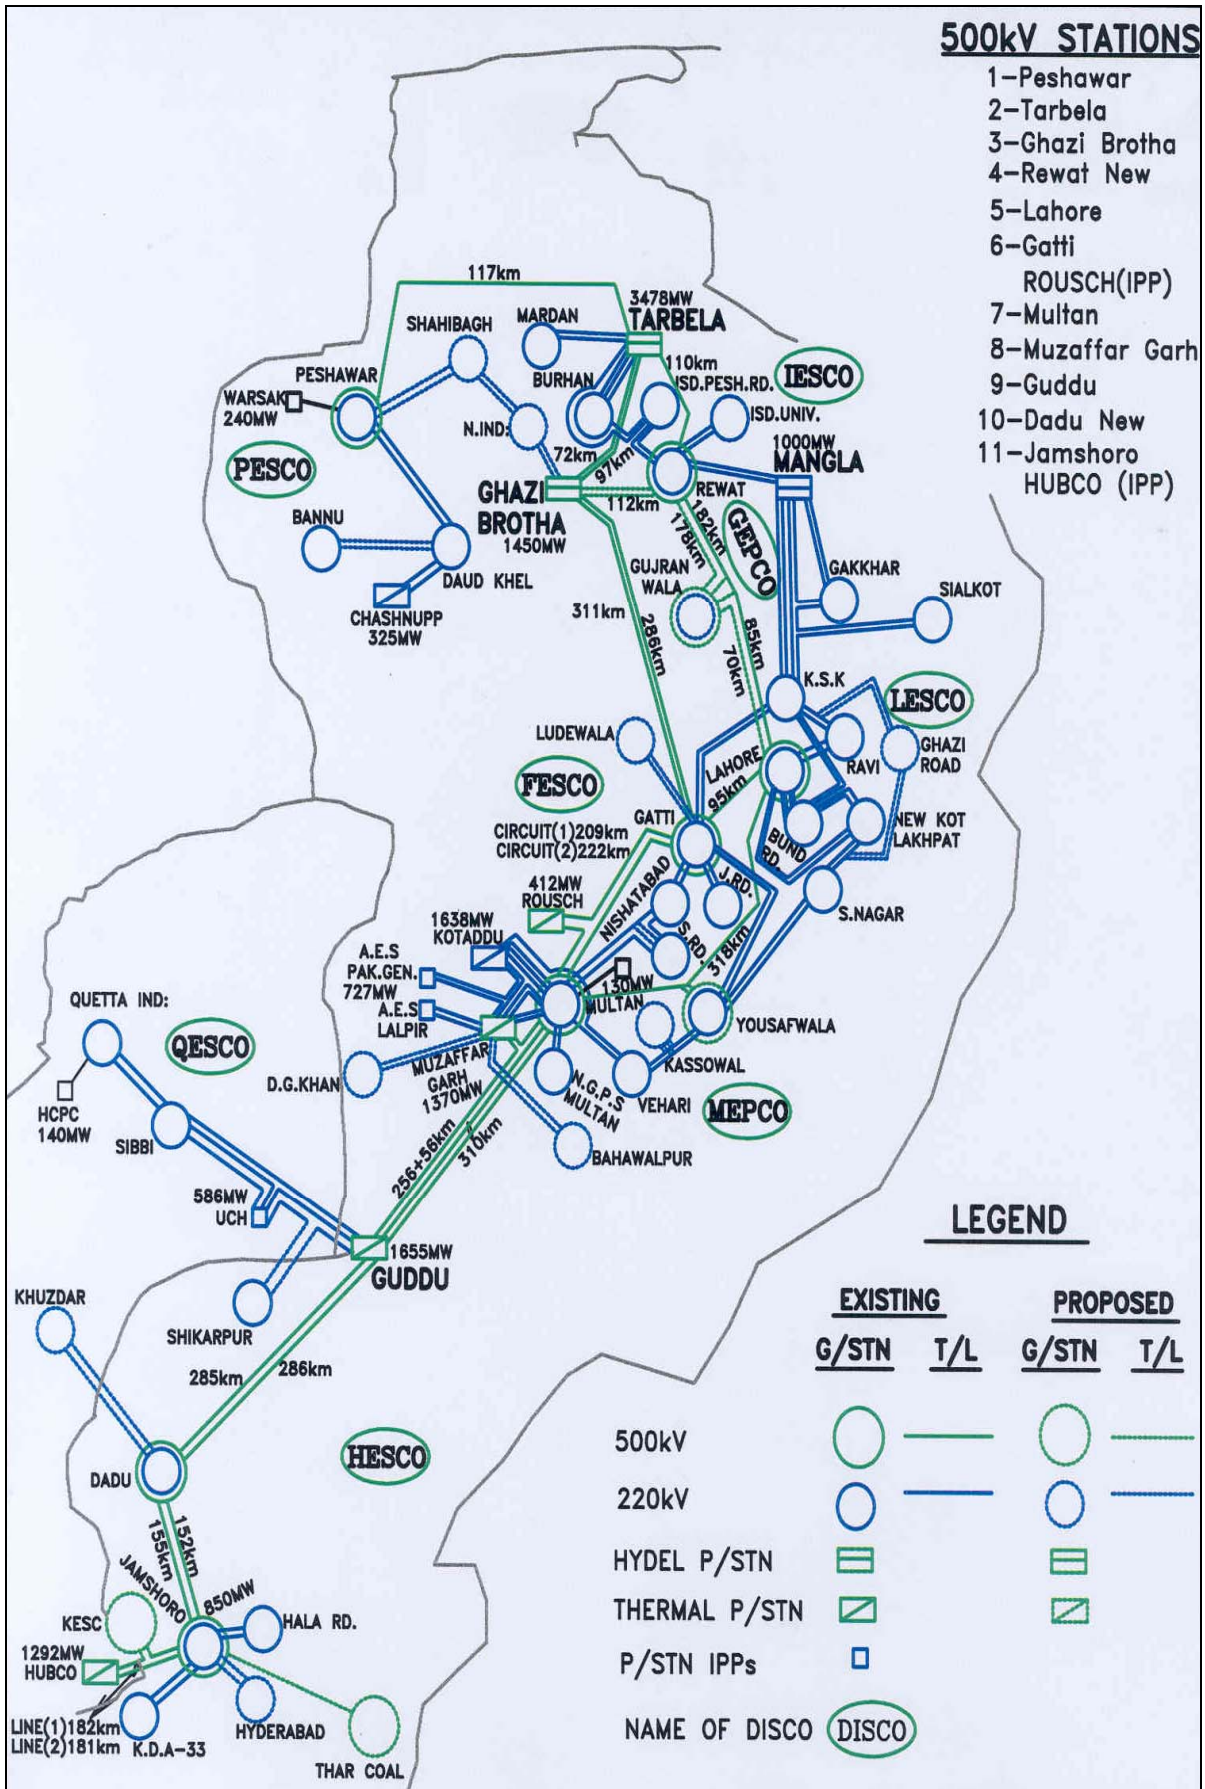 500kV STATIONS
1-Peshawar
2-Tarbela
3-Ghazi Brotha
4-Rewat New
5-Lahore
6-Gatti
ROUSCH(IPP)
7-Multan
8-Muzaffar Garh
9-Guddu
10-Dadu New
11-Jamshoro
HUBCO (IPP)
117km
3478MW
TARBELA
MARDAN
SHAHIBAGH
110km
IESCO
PESHAWAR
BURHAN
ISD.PESH.RD.
WARSAK
240MW
ISD.UNIV.
N.IND:
72km
97km
1000MW
MANGLA
PESCO
GHAZI
BROTHA
1450MW
112km
REWAT
182km
178km
GEPCO
BANNU
DAUD KHEL
GUJRAN
WALA
GAKKHAR
SIALKOT
CHASHNUPP
325MW
311km
286km
85km
70km
K.S.K
LESCO
LUDEWALA
LAHORE
RAVI
GHAZI
ROAD
FESCO
95km
GATTI
CIRCUIT(1)209km
CIRCUIT(2)222km
BUND
RD.
NEW KOT
LAKHPAT
412MW
ROUSCH
NISHATABAD
J.RD.
S.NAGAR
1638MW
KOTADDU
S.RD.
318km
A.E.S
PAK.GEN.
727MW
130MW
MULTAN
A.E.S
LALPIR
YOUSAFWALA
QUETTA IND:
QESCO
MUZAFFAR
GARH
1370MW
KASSOWAL
D.G.KHAN
N.G.P.S
MULTAN
VEHARI
MEPCO
HCPC
140MW
SIBBI
256+56km
310km
BAHAWALPUR
586MW
UCH
1655MW
GUDDU
KHUZDAR
SHIKARPUR
285km
286km
HESCO
DADU
152km
155km
JAMSHORO
850MW
KESC
HALA RD.
1292MW
HUBCO
LINE(1)182km
LINE(2)181km
K.D.A-33
HYDERABAD
THAR COAL
LEGEND
EXISTING PROPOSED
G/STN T/L G/STN T/L
500kV
220kV
HYDEL P/STN
THERMAL P/STN
P/STN IPPs
NAME OF DISCO DISCO